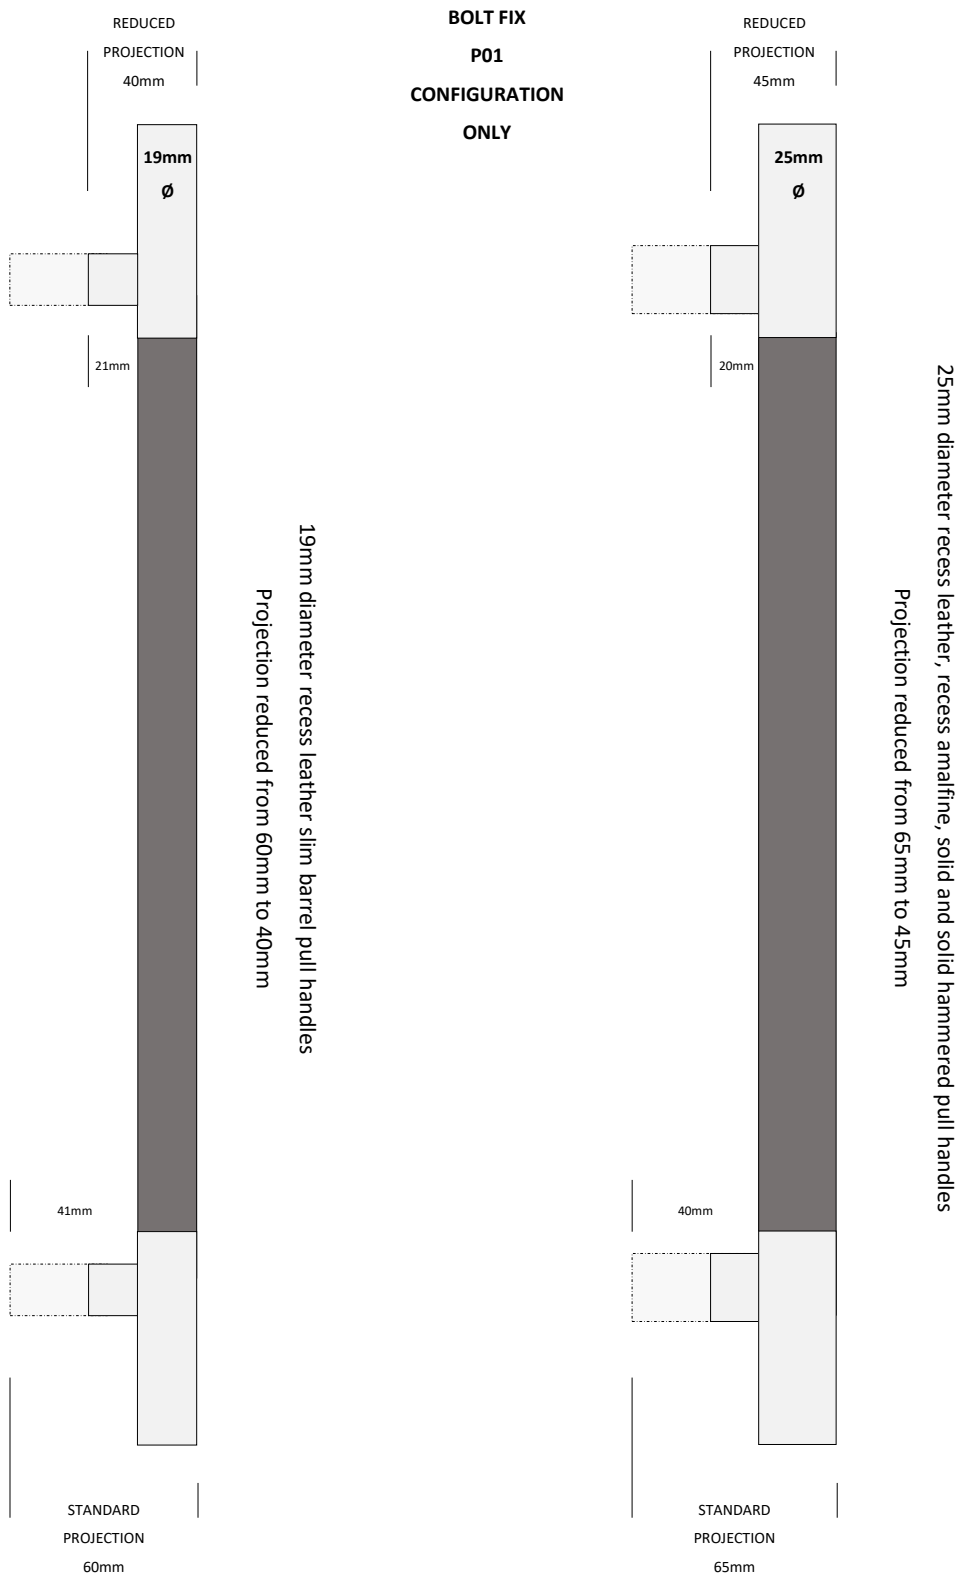 REDUCED
PROJECTION
40mm
BOLT FIX
P01
CONFIGURATION
ONLY
REDUCED
PROJECTION
45mm
19mm
Ø
25mm
Ø
21mm
20mm
19mm diameter recess leather slim barrel pull handles
Projection reduced from 60mm to 40mm
25mm diameter recess leather, recess amalfine, solid and solid hammered pull handles
Projection reduced from 65mm to 45mm
41mm
40mm
STANDARD
PROJECTION
60mm
STANDARD
PROJECTION
65mm